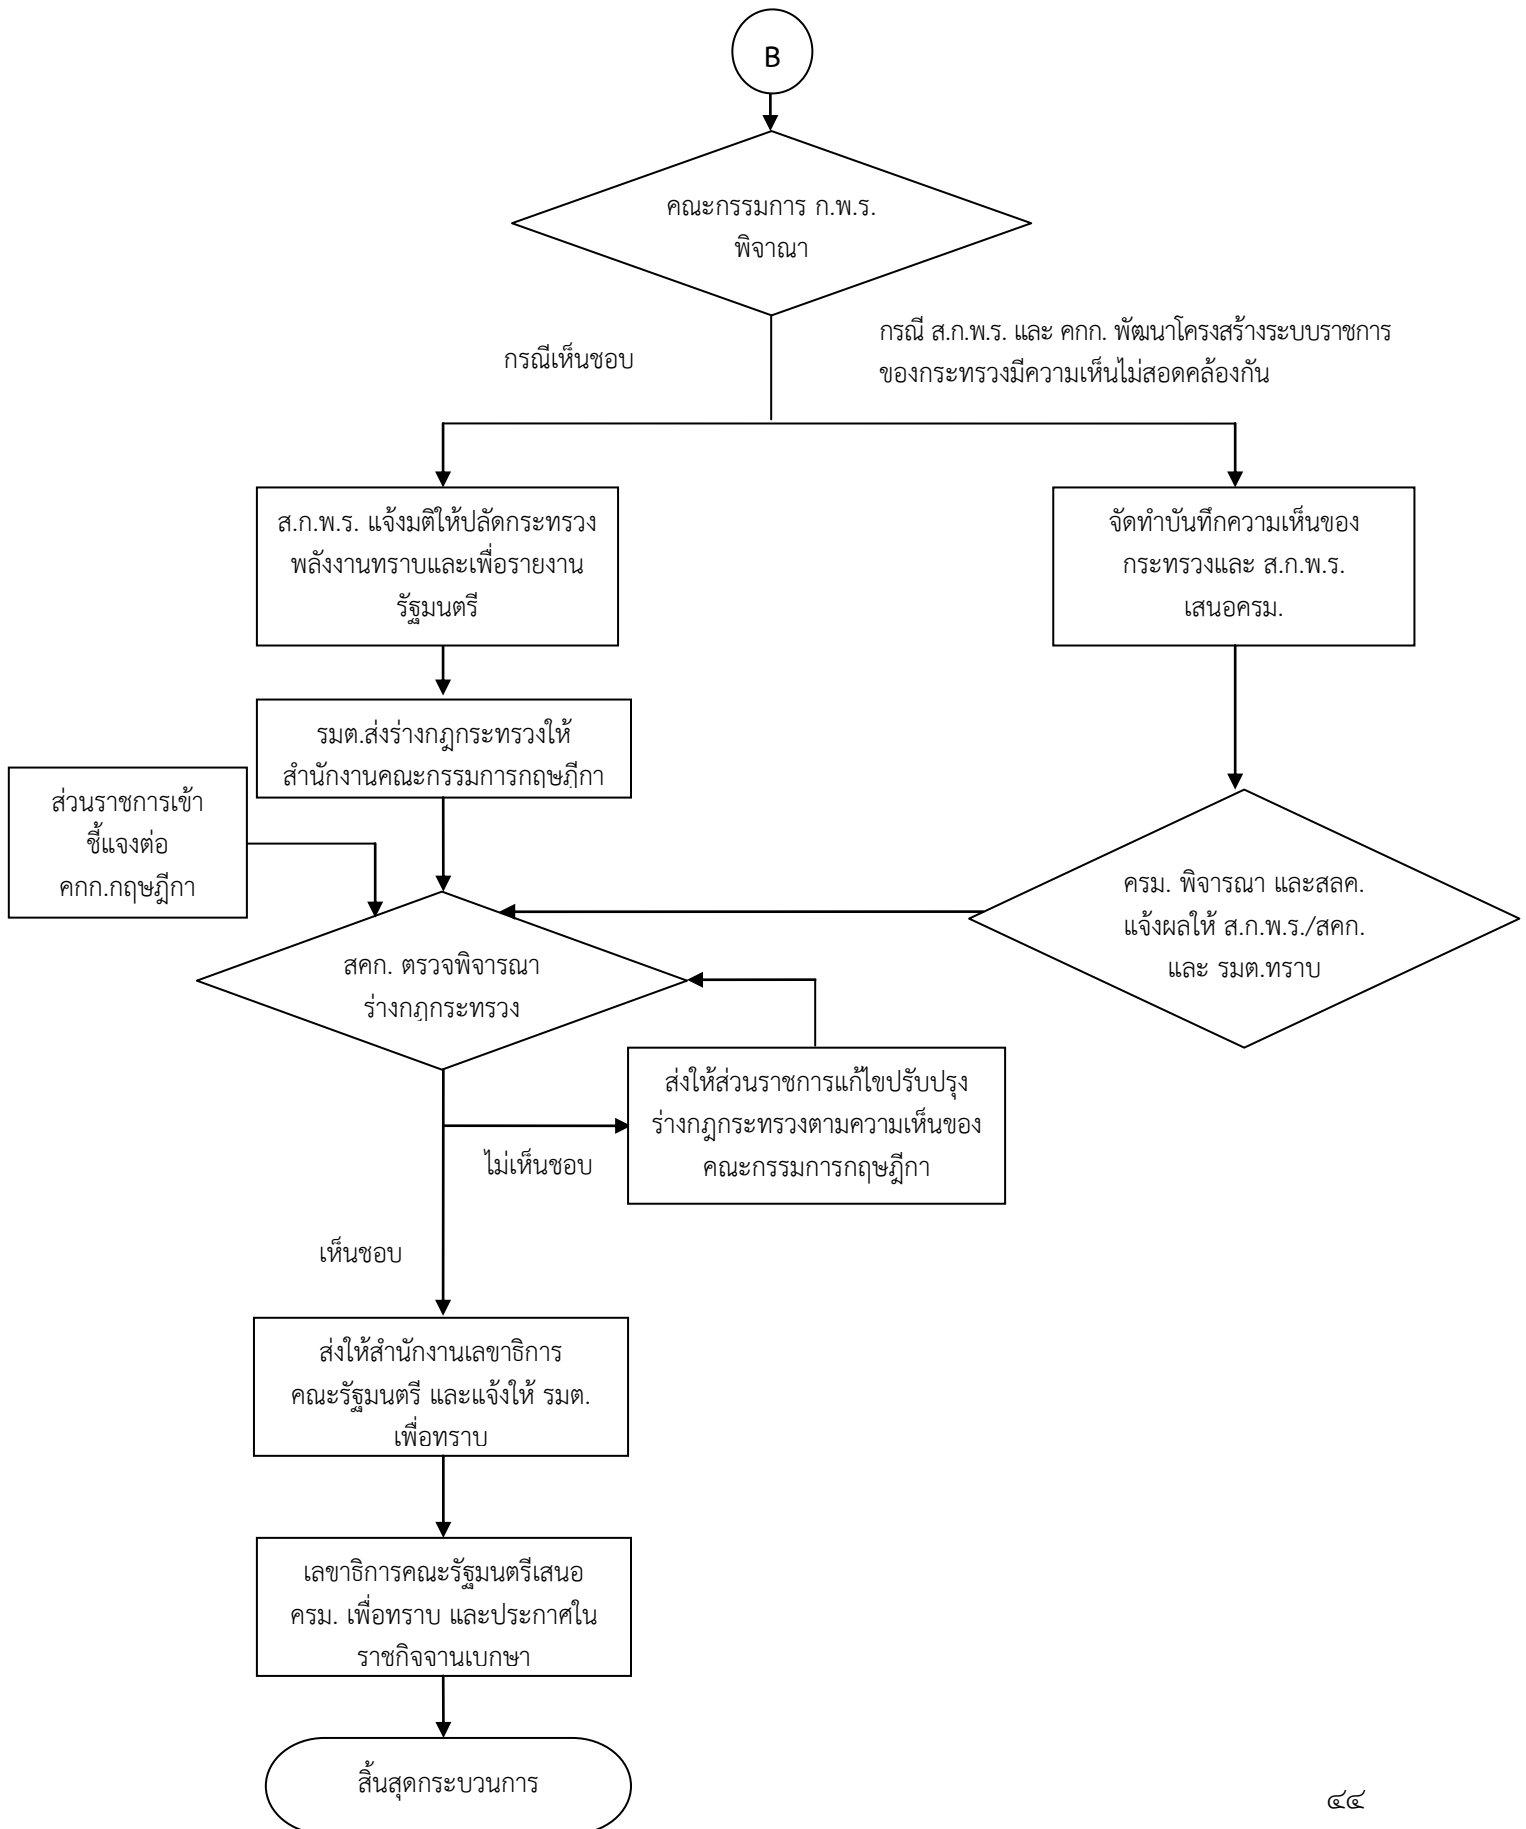 B
คณะกรรมการ ก.พ.ร.
พิจาณา
กรณีเห็นชอบ
กรณี ส.ก.พ.ร. และ คกก. พัฒนาโครงสร้างระบบราชการ
ของกระทรวงมีความเห็นไม่สอดคล้องกัน
ส.ก.พ.ร. แจ้งมติให้ปลัดกระทรวง
พลังงานทราบและเพื่อรายงาน
รัฐมนตรี
จัดทำบันทึกความเห็นของ
กระทรวงและ ส.ก.พ.ร.
เสนอครม.
รมต.ส่งร่างกฎกระทรวงให้
สำนักงานคณะกรรมการกฤษฎีกา
ส่วนราชการเข้า
ชี้แจงต่อ
คกก.กฤษฎีกา
ครม. พิจารณา และสลค.
แจ้งผลให้ ส.ก.พ.ร./สคก.
และ รมต.ทราบ
สคก. ตรวจพิจารณา
ร่างกฎกระทรวง
ส่งให้ส่วนราชการแก้ไขปรับปรุง
ร่างกฎกระทรวงตามความเห็นของ
คณะกรรมการกฤษฎีกา
ไม่เห็นชอบ
เห็นชอบ
ส่งให้สำนักงานเลขาธิการ
คณะรัฐมนตรี และแจ้งให้ รมต.
เพื่อทราบ
เลขาธิการคณะรัฐมนตรีเสนอ
ครม. เพื่อทราบ และประกาศใน
ราชกิจจานเบกษา
สิ้นสุดกระบวนการ
๔๔